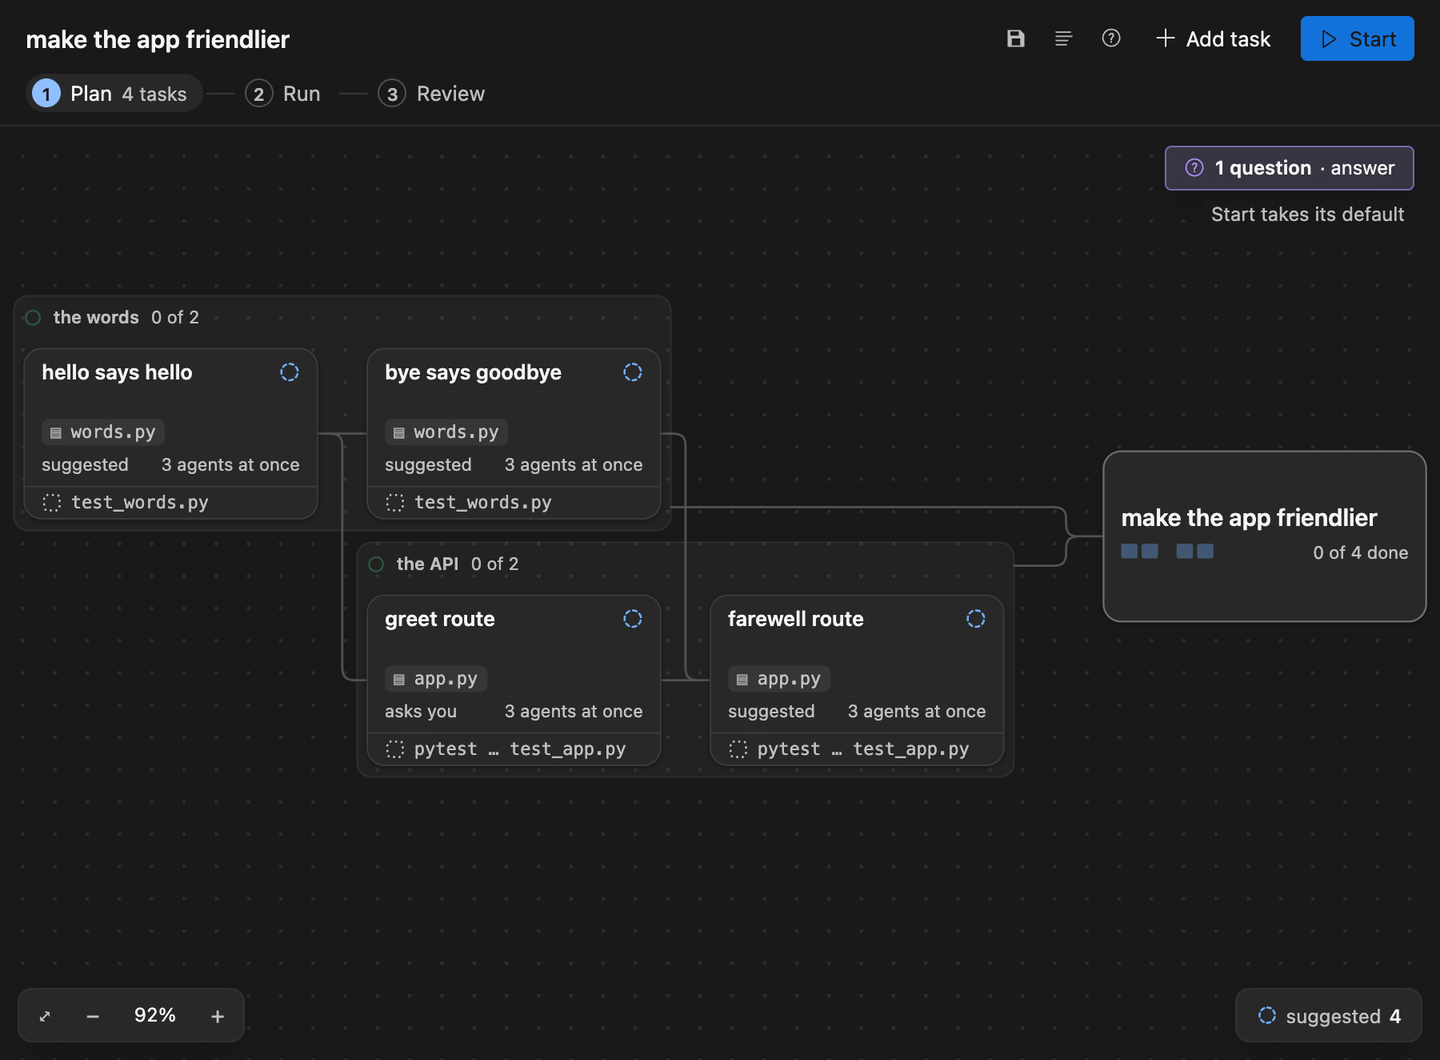 make the app friendlier
Add task
Start
1 Plan 4 tasks
2 Run
3 Review
1 question · answer
Start takes its default
the words 0 of 2
hello says hello
words.py
suggested 3 agents at once
test_words.py
bye says goodbye
words.py
suggested 3 agents at once
test_words.py
the API 0 of 2
greet route
app.py
asks you 3 agents at once
pytest … test_app.py
farewell route
app.py
suggested 3 agents at once
pytest … test_app.py
make the app friendlier
0 of 4 done
92%
suggested 4